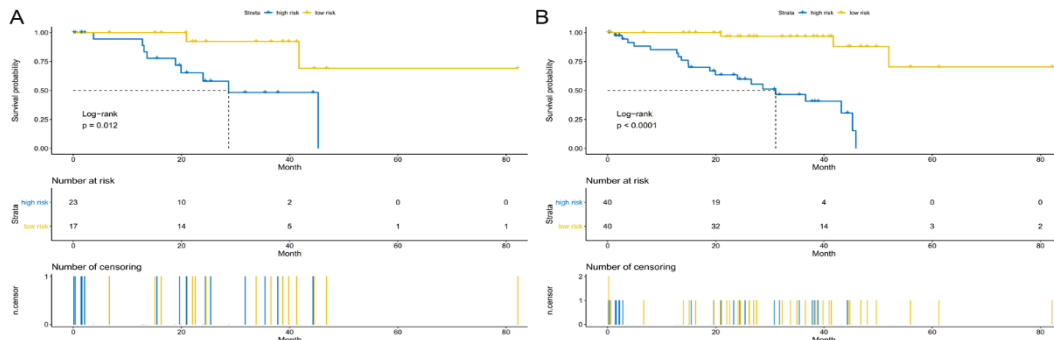 A
Strata high risk low risk
Survival probability
1.00
0.75
0.50
0.25
0.00
Log-rank
p = 0.012
0 20 40 60 80
Month
Number at risk
Strata
high risk 23 10 2 0 0
low risk 17 14 5 1 1
0 20 40 60 80
Month
Number of censoring
n.censor
1
0
0 20 40 60 80
Month
B
Strata high risk low risk
Survival probability
1.00
0.75
0.50
0.25
0.00
Log-rank
p < 0.0001
0 20 40 60 80
Month
Number at risk
Strata
high risk 40 19 4 0 0
low risk 40 32 14 3 2
0 20 40 60 80
Month
Number of censoring
n.censor
2
1
0
0 20 40 60 80
Month